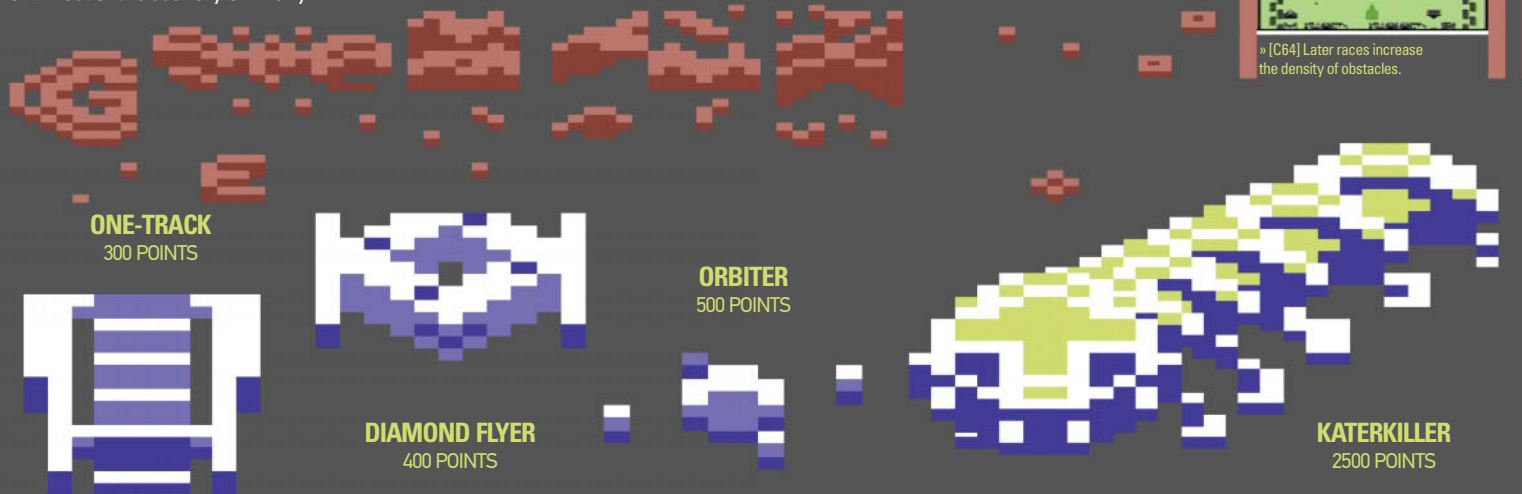 » [C64] Later races increase
the density of obstacles.
ONE-TRACK
300 POINTS
ORBITER
500 POINTS
DIAMOND FLYER
400 POINTS
KATERKILLER
2500 POINTS